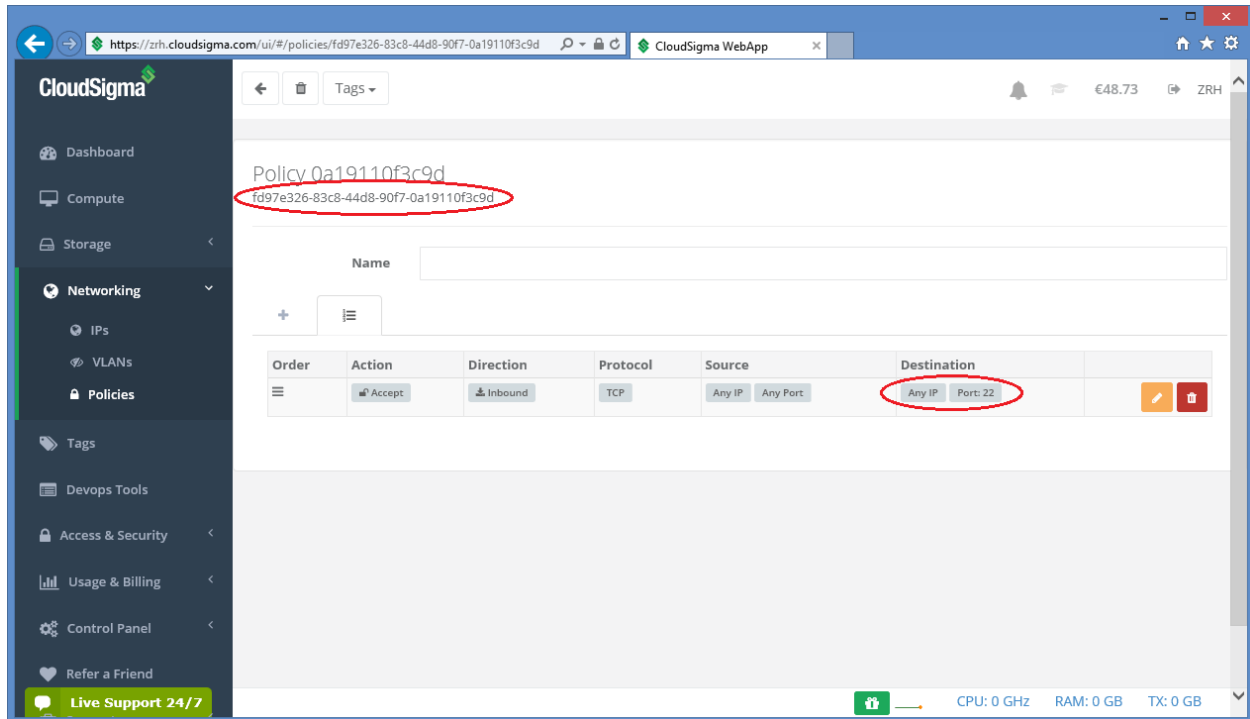 https://zrh.cloudsigma.com/ui/#/policies/fd97e326-83c8-44d8-90f7-0a19110f3c9d
CloudSigma WebApp
CloudSigma
Tags
€48.73
ZRH
Dashboard
Compute
Storage
Networking
IPs
VLANs
Policies
Tags
Devops Tools
Access & Security
Usage & Billing
Control Panel
Refer a Friend
Live Support 24/7
Policy 0a19110f3c9d
fd97e326-83c8-44d8-90f7-0a19110f3c9d
Name
Order Action Direction Protocol Source Destination
Accept Inbound TCP Any IP Any Port Any IP Port: 22
CPU: 0 GHz RAM: 0 GB TX: 0 GB